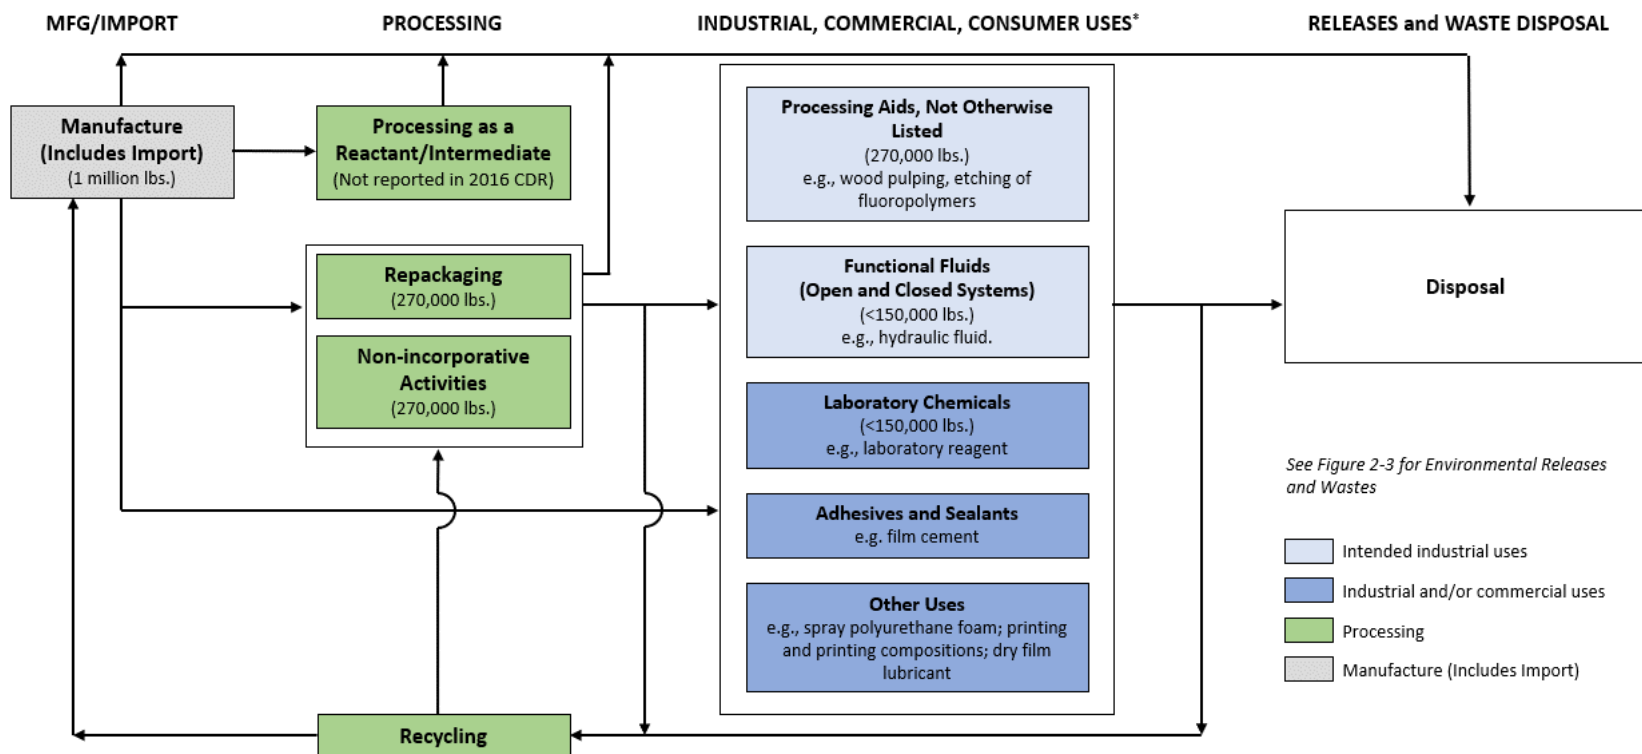 MFG/IMPORT
PROCESSING
INDUSTRIAL, COMMERCIAL, CONSUMER USES*
RELEASES and WASTE DISPOSAL
Manufacture
(Includes Import)
(1 million lbs.)
Processing as a
Reactant/Intermediate
(Not reported in 2016 CDR)
Repackaging
(270,000 lbs.)
Non-incorporative
Activities
(270,000 lbs.)
Recycling
Processing Aids, Not Otherwise
Listed
(270,000 lbs.)
e.g., wood pulping, etching of
fluoropolymers
Functional Fluids
(Open and Closed Systems)
(<150,000 lbs.)
e.g., hydraulic fluid.
Laboratory Chemicals
(<150,000 lbs.)
e.g., laboratory reagent
Adhesives and Sealants
e.g. film cement
Other Uses
e.g., spray polyurethane foam; printing
and printing compositions; dry film
lubricant
Disposal
See Figure 2-3 for Environmental Releases
and Wastes
Intended industrial uses
Industrial and/or commercial uses
Processing
Manufacture (Includes Import)